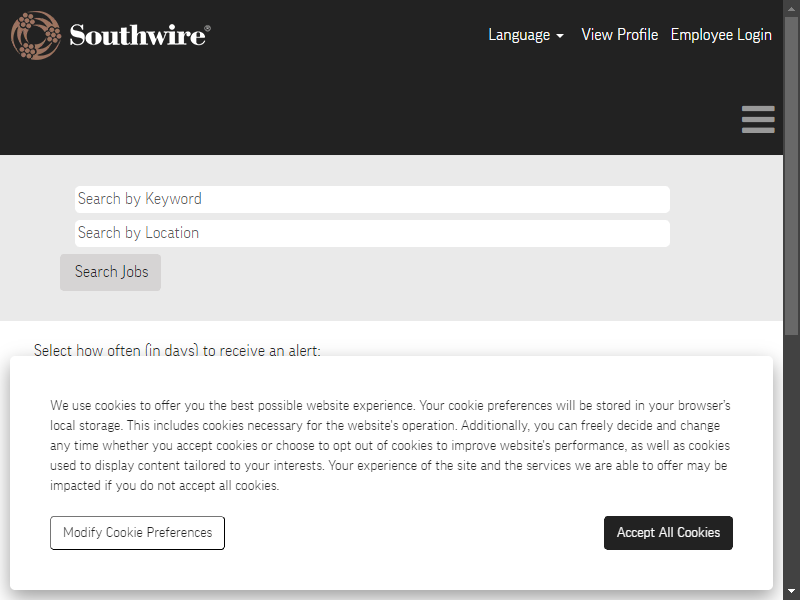 Southwire®
Language
View Profile
Employee Login
Search by Keyword
Search by Location
Search Jobs
Select how often (in days) to receive an alert:
We use cookies to offer you the best possible website experience. Your cookie preferences will be stored in your browser's
local storage. This includes cookies necessary for the website's operation. Additionally, you can freely decide and change
any time whether you accept cookies or choose to opt out of cookies to improve website's performance, as well as cookies
used to display content tailored to your interests. Your experience of the site and the services we are able to offer may be
impacted if you do not accept all cookies.
Modify Cookie Preferences
Accept All Cookies